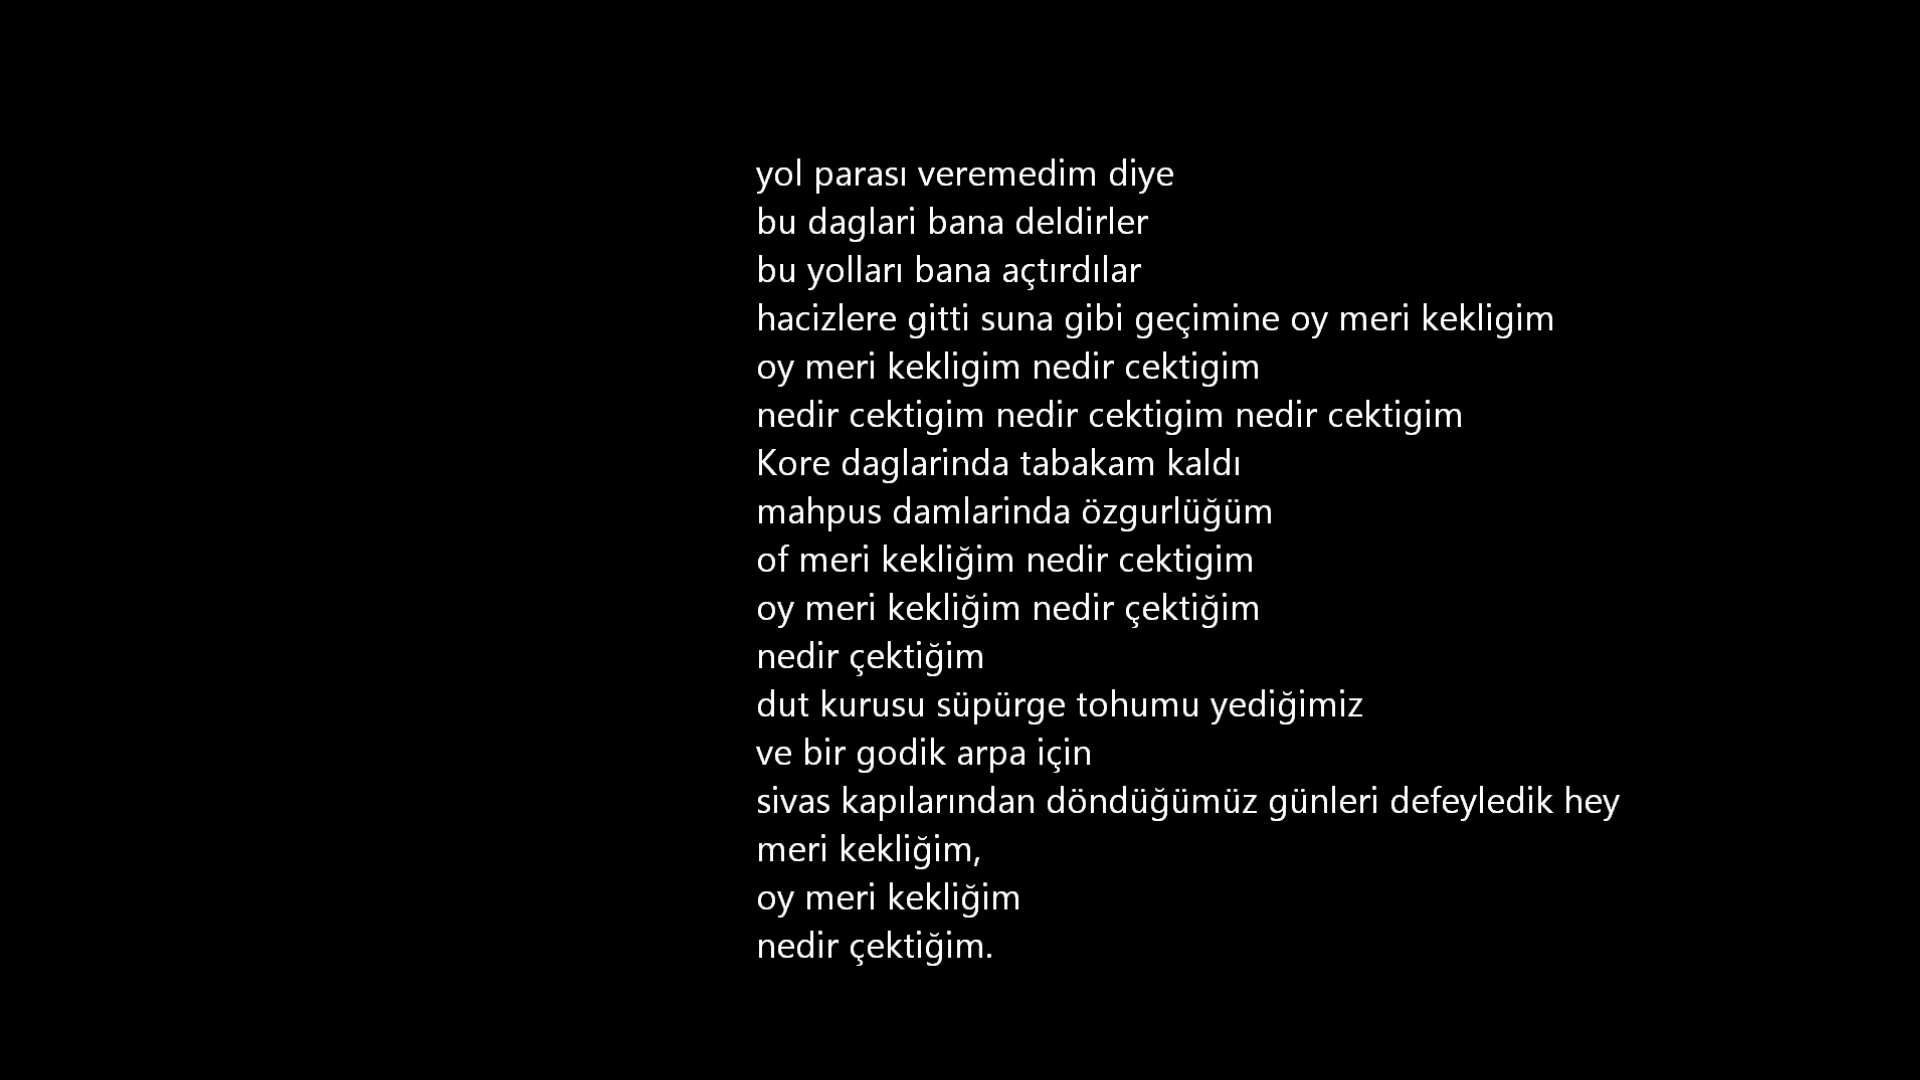 yol parası veremedim diye
bu daglari bana deldirler
bu yolları bana açtırdılar
hacizlere gitti suna gibi geçimine oy meri kekligim
oy meri kekligim nedir cektigim
nedir cektigim nedir cektigim nedir cektigim
Kore daglarinda tabakam kaldı
mahpus damlarinda özgurlüğüm
of meri kekliğim nedir cektigim
oy meri kekliğim nedir çektiğim
nedir çektiğim
dut kurusu süpürge tohumu yediğimiz
ve bir godik arpa için
sivas kapılarından döndüğümüz günleri defeyledik hey
meri kekliğim,
oy meri kekliğim
nedir çektiğim.